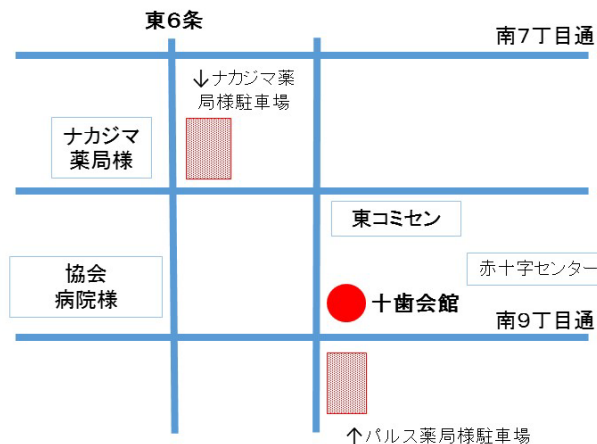 東6条
南7丁目通
↓ナカジマ薬
局様駐車場
ナカジマ
薬局様
東コミセン
赤十字センター
協会
病院様
十歯会館
南9丁目通
↑パルス薬局様駐車場